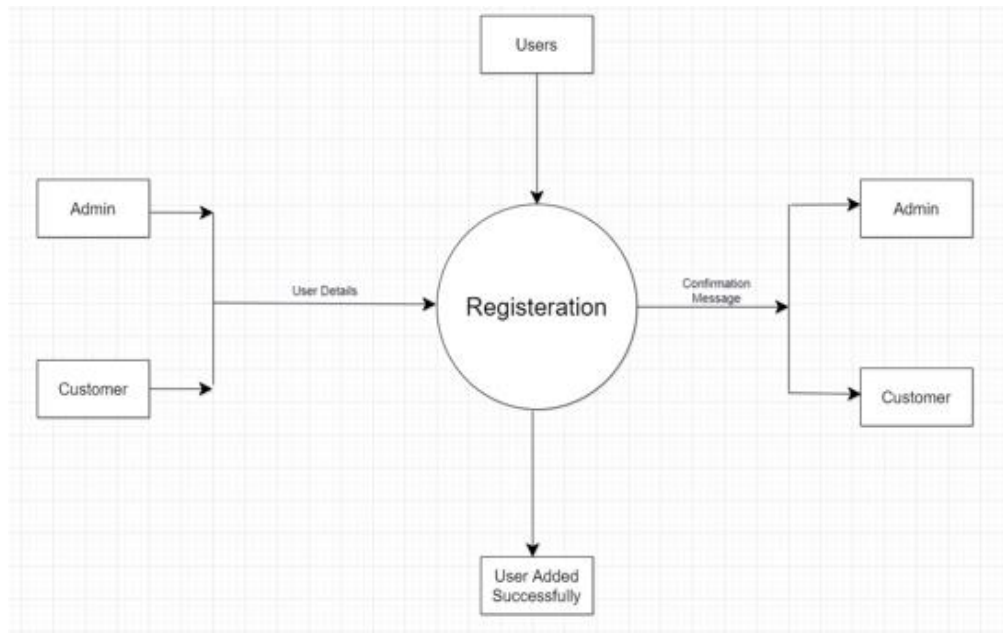 Users
Admin
Admin
User Details
Confirmation
Message
Registeration
Customer
Customer
User Added
Successfully